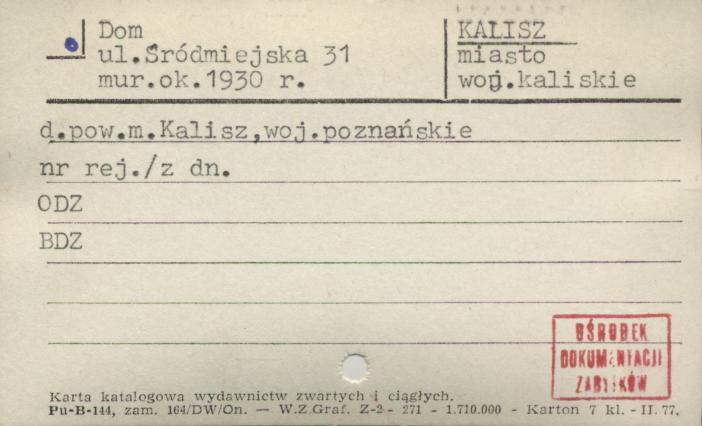 Dom
ul.Śródmiejska 31
mur.ok.1930 r.
KALISZ
miasto
woj.kaliskie
d.pow.m.Kalisz,woj.poznańskie
nr rej./z dn.
ODZ
BDZ
OŚRODEK
DOKUMENTACJI
ZABYTKÓW
Karta katalogowa wydawnictw zwartych i ciągłych.
Pu-B-144, zam. 164/DW/On. — W.Z.Graf. Z-2 - 271 - 1.710.000 - Karton 7 kl. - II. 77.